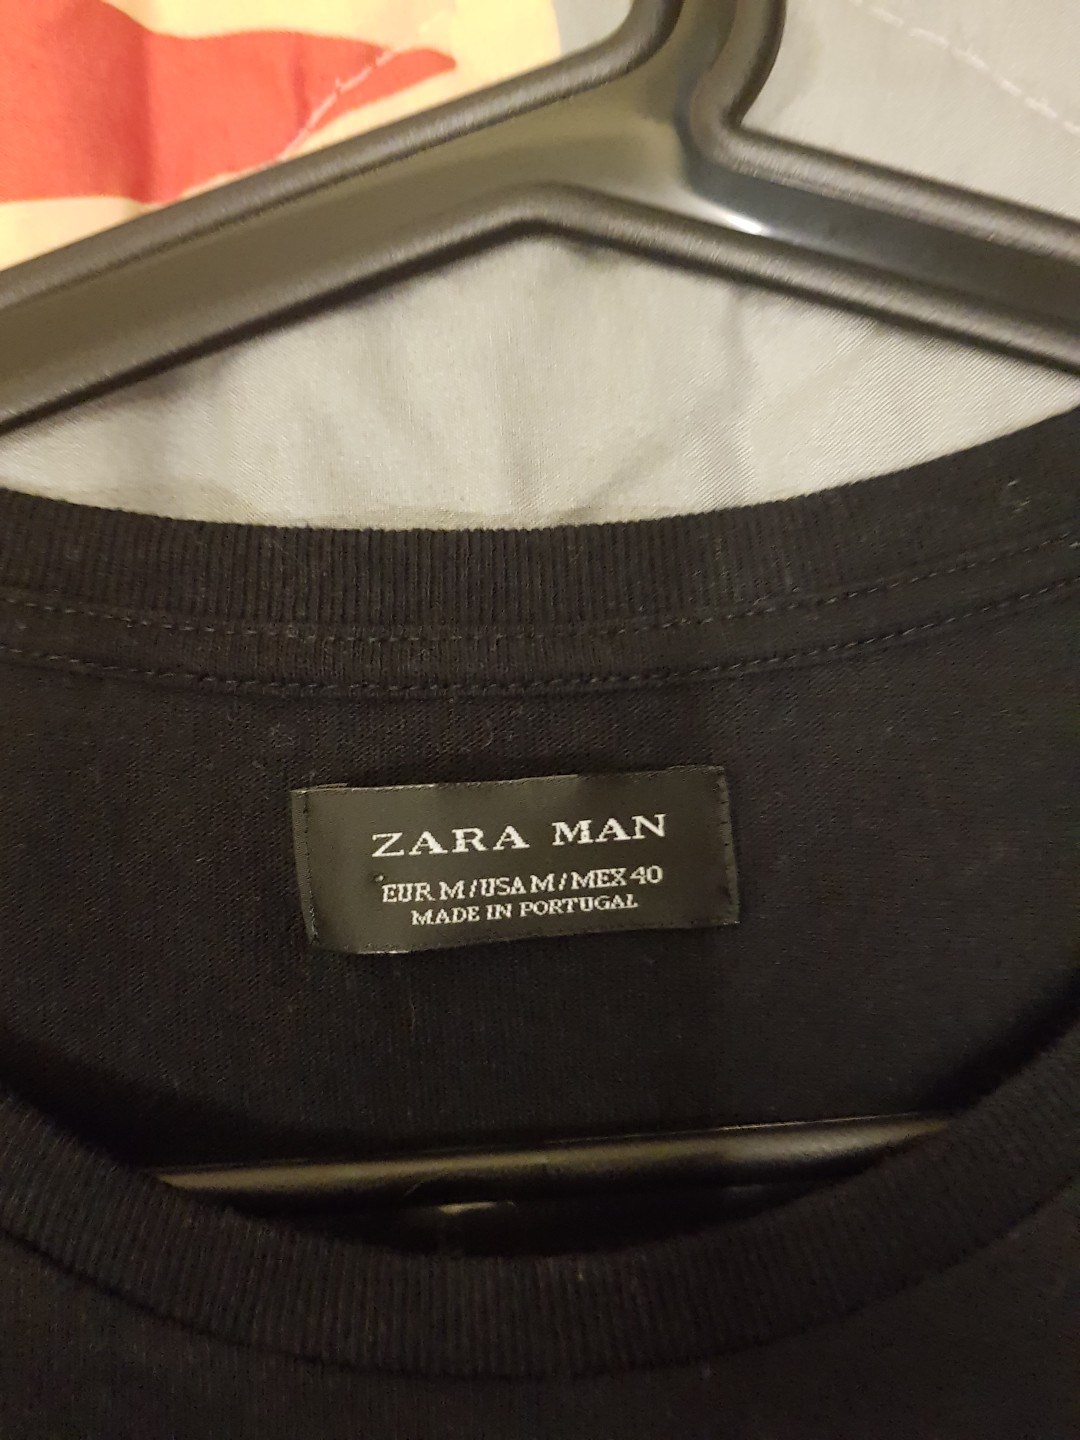 ZARA MAN
EUR M/USA M/MEX 40
MADE IN PORTUGAL